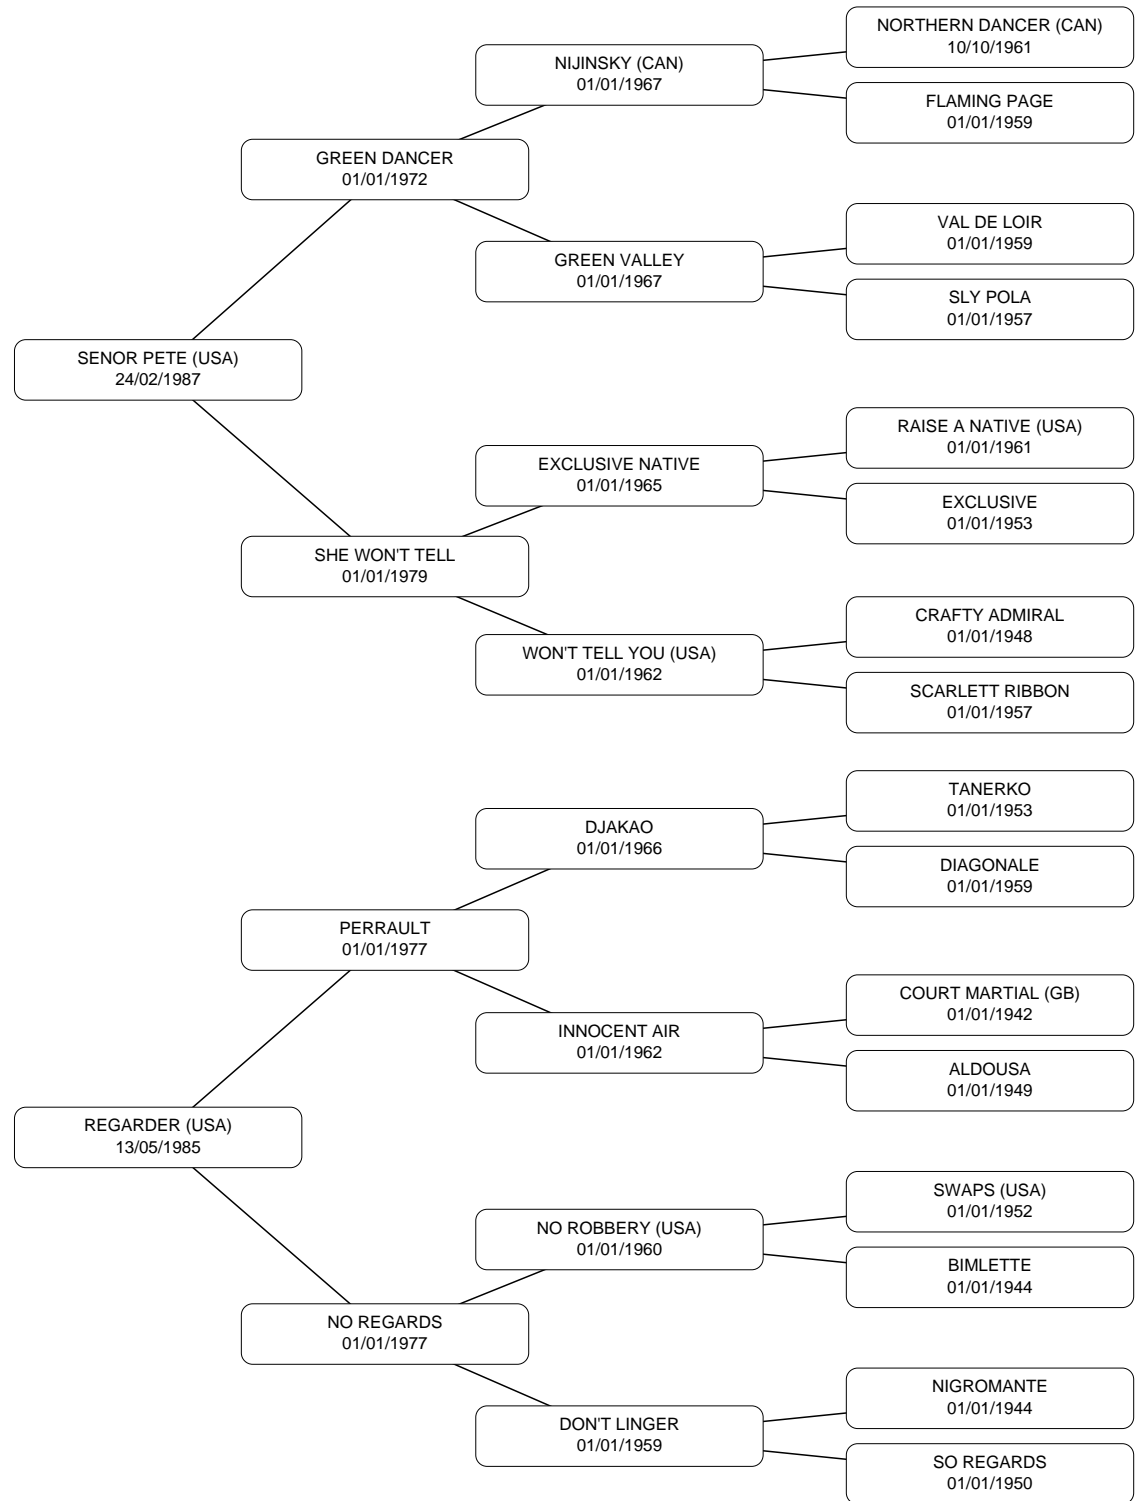 NORTHERN DANCER (CAN)
10/10/1961
NIJINSKY (CAN)
01/01/1967
FLAMING PAGE
01/01/1959
GREEN DANCER
01/01/1972
VAL DE LOIR
01/01/1959
GREEN VALLEY
01/01/1967
SLY POLA
01/01/1957
SENOR PETE (USA)
24/02/1987
RAISE A NATIVE (USA)
01/01/1961
EXCLUSIVE NATIVE
01/01/1965
EXCLUSIVE
01/01/1953
SHE WON'T TELL
01/01/1979
CRAFTY ADMIRAL
01/01/1948
WON'T TELL YOU (USA)
01/01/1962
SCARLETT RIBBON
01/01/1957
TANERKO
01/01/1953
DJAKAO
01/01/1966
DIAGONALE
01/01/1959
PERRAULT
01/01/1977
COURT MARTIAL (GB)
01/01/1942
INNOCENT AIR
01/01/1962
ALDOUSA
01/01/1949
REGARDER (USA)
13/05/1985
SWAPS (USA)
01/01/1952
NO ROBBERY (USA)
01/01/1960
BIMLETTE
01/01/1944
NO REGARDS
01/01/1977
NIGROMANTE
01/01/1944
DON'T LINGER
01/01/1959
SO REGARDS
01/01/1950